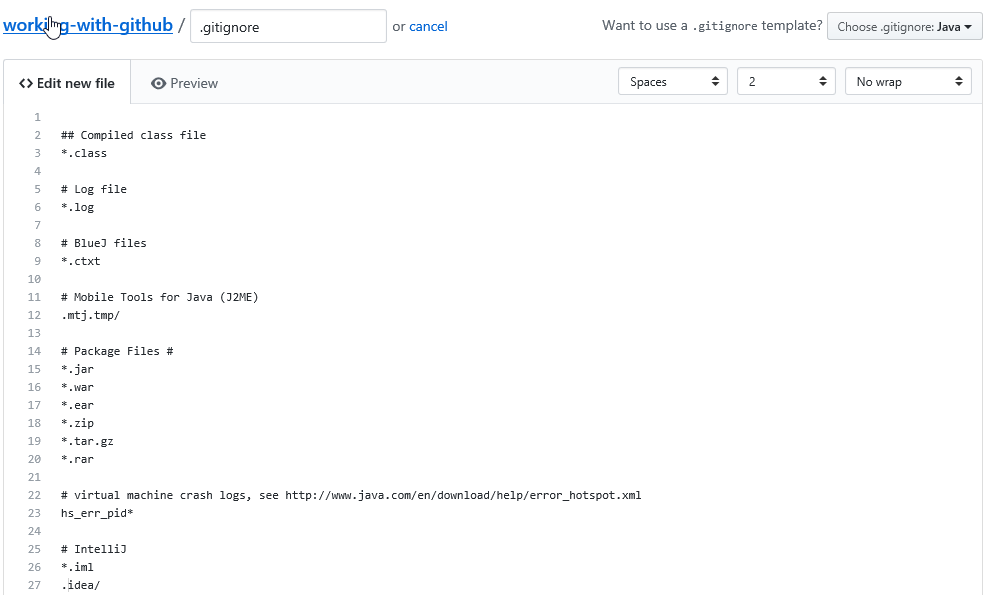 working-with-github / .gitignore or cancel Want to use a .gitignore template? Choose .gitignore: Java
<> Edit new file Preview Spaces 2 No wrap
1
2 ## Compiled class file
3 *.class
4
5 # Log file
6 *.log
7
8 # BlueJ files
9 *.ctxt
10
11 # Mobile Tools for Java (J2ME)
12 .mtj.tmp/
13
14 # Package Files #
15 *.jar
16 *.war
17 *.ear
18 *.zip
19 *.tar.gz
20 *.rar
21
22 # virtual machine crash logs, see http://www.java.com/en/download/help/error_hotspot.xml
23 hs_err_pid*
24
25 # IntelliJ
26 *.iml
27 .idea/